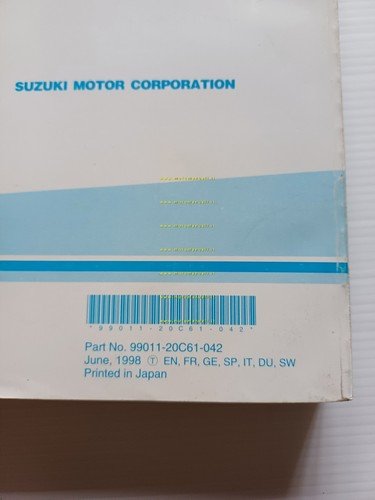 SUZUKI MOTOR CORPORATION
*99011-20C61-042*
Part No. 99011-20C61-042
June, 1998 Ⓣ EN, FR, GE, SP, IT, DU, SW
Printed in Japan